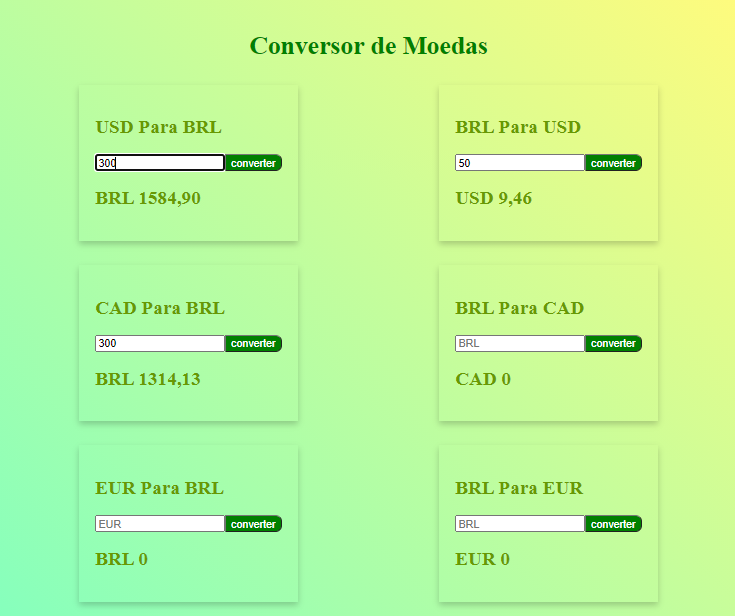 Conversor de Moedas
USD Para BRL
300 converter
BRL 1584,90
BRL Para USD
50 converter
USD 9,46
CAD Para BRL
300 converter
BRL 1314,13
BRL Para CAD
BRL converter
CAD 0
EUR Para BRL
EUR converter
BRL 0
BRL Para EUR
BRL converter
EUR 0